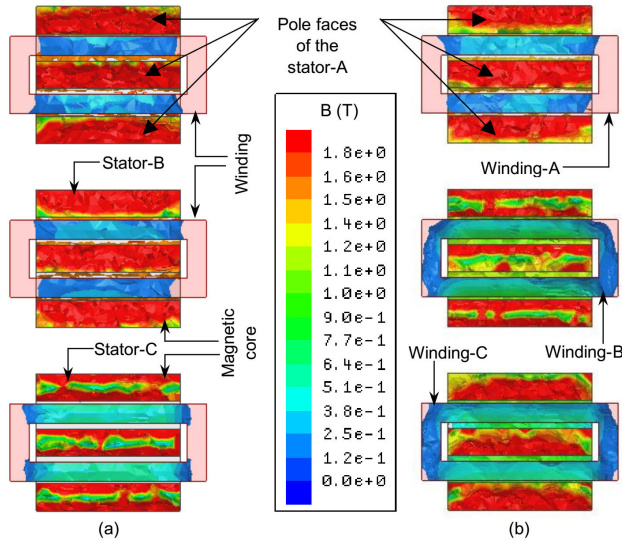 Pole faces
of the
stator-A
B (T)
1.8e+0
1.6e+0
1.5e+0
1.4e+0
1.2e+0
1.1e+0
1.0e+0
9.0e-1
7.7e-1
6.4e-1
5.1e-1
3.8e-1
2.5e-1
1.2e-1
0.0e+0
Stator-B
Winding
Magnetic
core
Stator-C
(a)
Winding-A
Winding-C
Winding-B
(b)